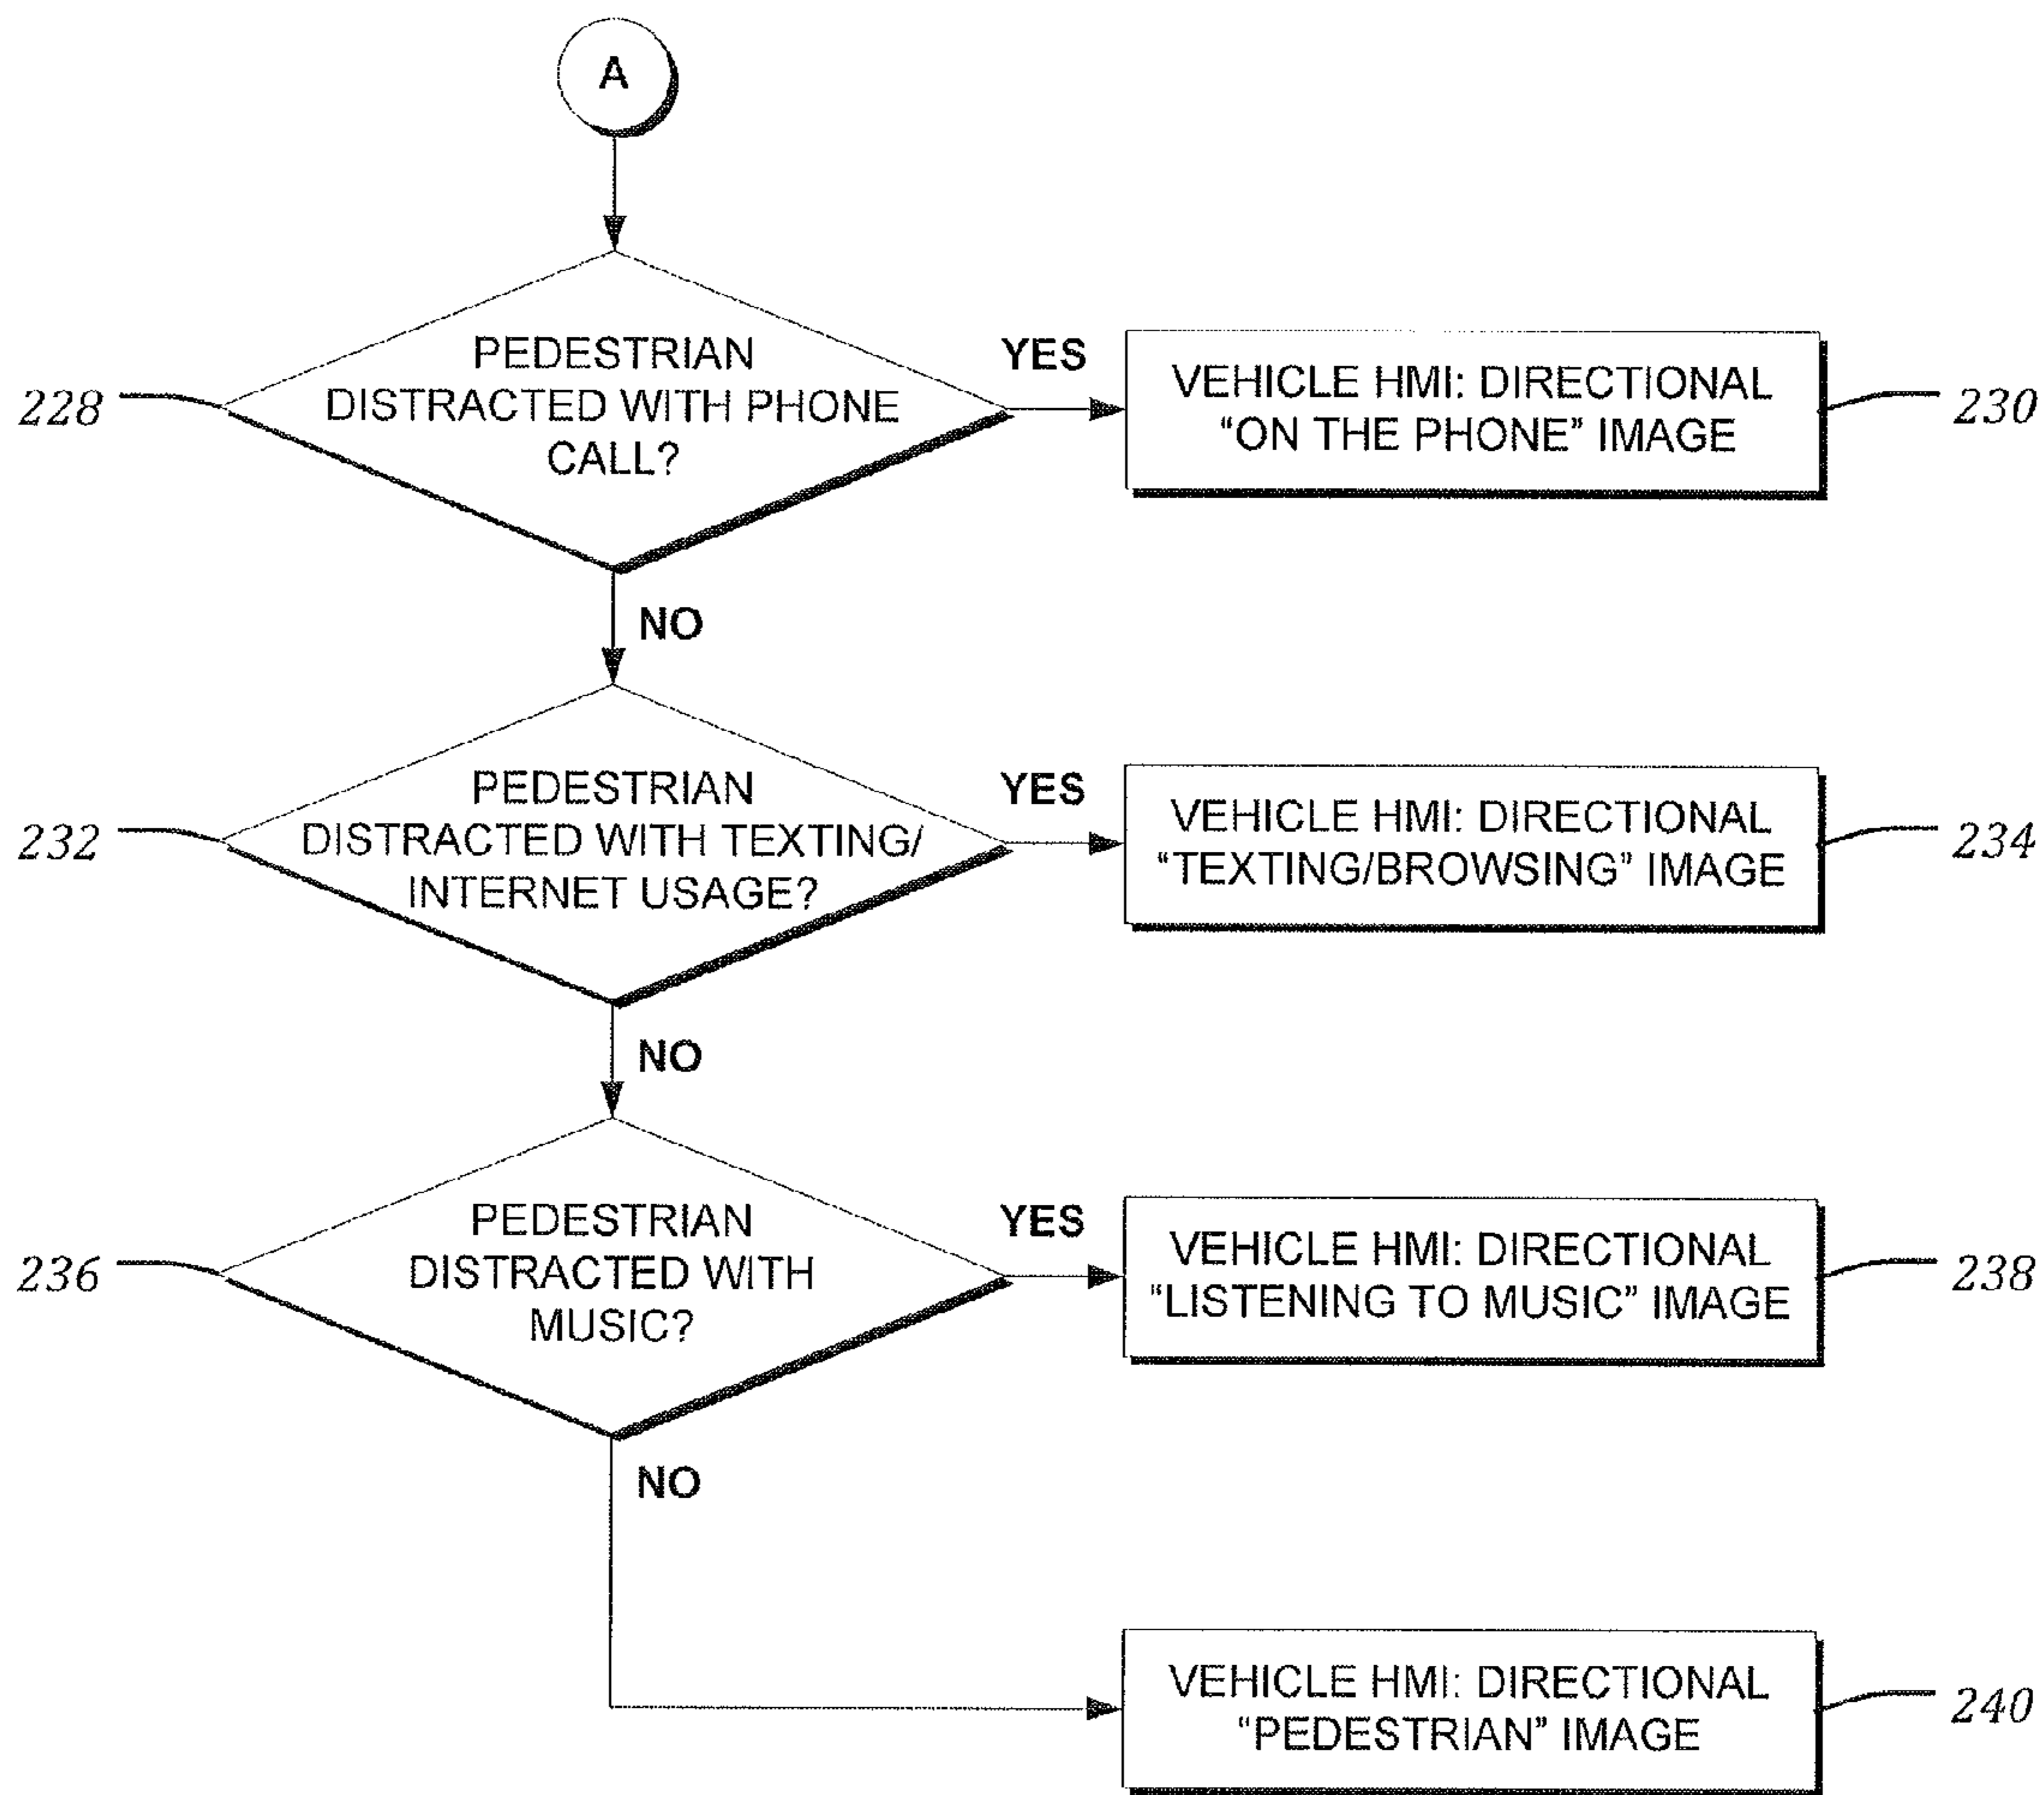 A
PEDESTRIAN
DISTRACTED WITH PHONE
CALL?
228
YES
VEHICLE HMI: DIRECTIONAL
“ON THE PHONE” IMAGE
230
NO
PEDESTRIAN
DISTRACTED WITH TEXTING/
INTERNET USAGE?
232
YES
VEHICLE HMI: DIRECTIONAL
“TEXTING/BROWSING” IMAGE
234
NO
PEDESTRIAN
DISTRACTED WITH
MUSIC?
236
YES
VEHICLE HMI: DIRECTIONAL
“LISTENING TO MUSIC” IMAGE
238
NO
VEHICLE HMI: DIRECTIONAL
“PEDESTRIAN” IMAGE
240